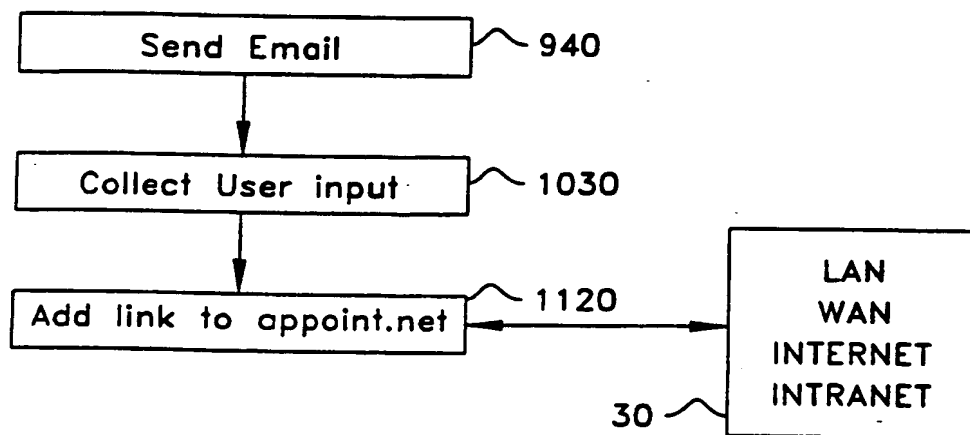 Send Email
940
Collect User input
1030
Add link to appoint.net
1120
LAN
WAN
INTERNET
INTRANET
30